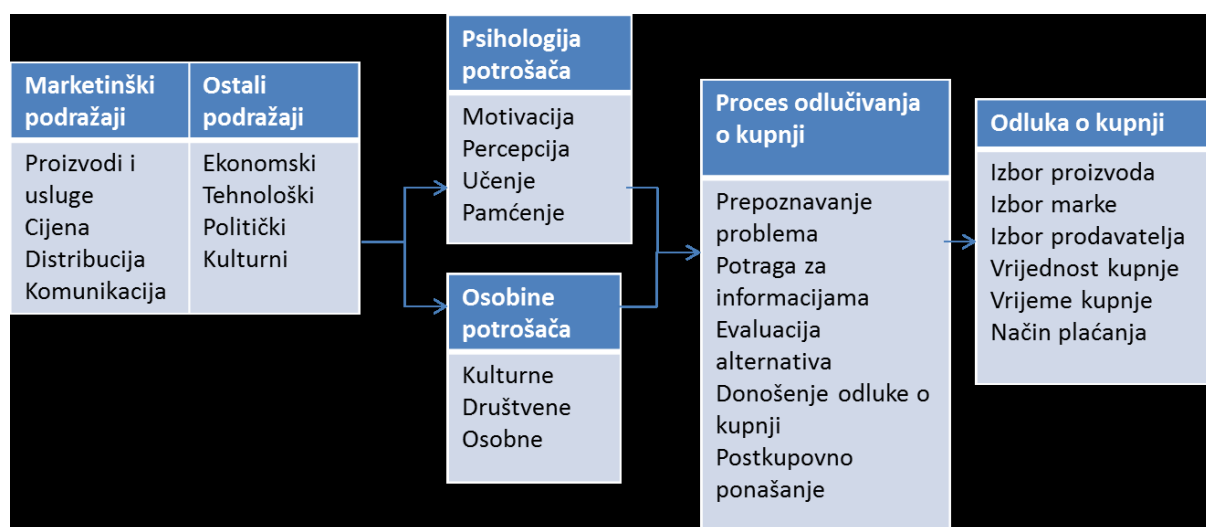 Marketinški
podražaji
Proizvodi i
usluge
Cijena
Distribucija
Komunikacija
Ostali
podražaji
Ekonomski
Tehnološki
Politički
Kulturni
Psihologija
potrošača
Motivacija
Percepcija
Učenje
Pamćenje
Osobine
potrošača
Kulturne
Društvene
Osobne
Proces odlučivanja
o kupnji
Prepoznavanje
problema
Potraga za
informacijama
Evaluacija
alternativa
Donošenje odluke o
kupnji
Postkupovno
ponašanje
Odluka o kupnji
Izbor proizvoda
Izbor marke
Izbor prodavatelja
Vrijednost kupnje
Vrijeme kupnje
Način plaćanja